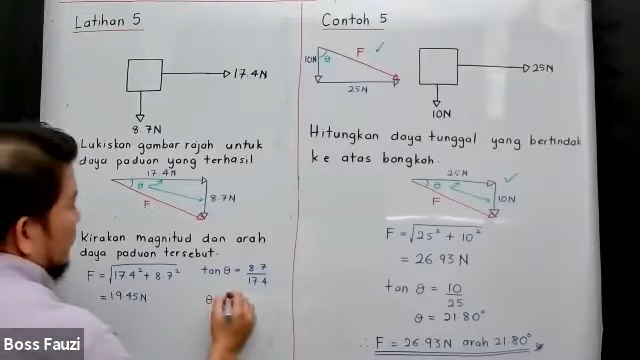 Latihan 5
17.4N
8.7N
Lukiskan gambar rajah untuk
daya paduan yang terhasil
17.4N
θ
8.7N
F
Kirakan magnitud dan arah
daya paduan tersebut.
F = √17.4² + 8.7²
= 19.45N
tan θ = 8.7/17.4
θ
Contoh 5
10N
θ
F
25N
25N
10N
Hitungkan daya tunggal yang bertindak
ke atas bongkah.
25N
θ
10N
F
F = √25² + 10²
= 26.93N
tan θ = 10/25
θ = 21.80°
∴ F = 26.93N arah 21.80°
Boss Fauzi